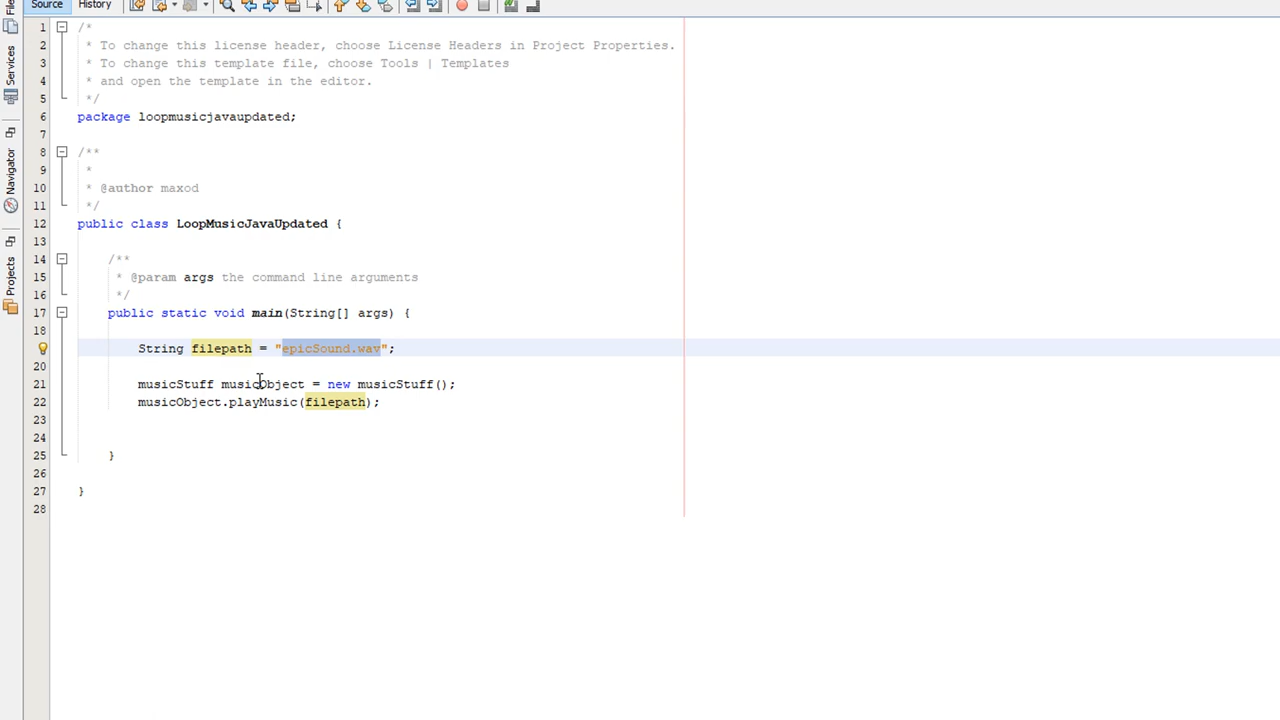 Source History
File
Services
Navigator
Projects
1 /*
2 * To change this license header, choose License Headers in Project Properties.
3 * To change this template file, choose Tools | Templates
4 * and open the template in the editor.
5 */
6 package loopmusicjavaupdated;
7
8 /**
9 *
10 * @author maxod
11 */
12 public class LoopMusicJavaUpdated {
13
14 /**
15 * @param args the command line arguments
16 */
17 public static void main(String[] args) {
18
String filepath = "epicSound.wav";
20
21 musicStuff musicObject = new musicStuff();
22 musicObject.playMusic(filepath);
23
24
25 }
26
27 }
28